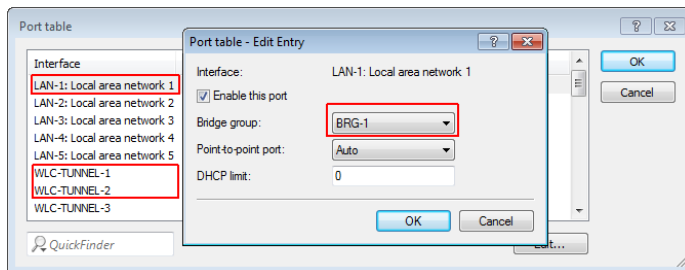 Port table
Interface
LAN-1: Local area network 1
LAN-2: Local area network 2
LAN-3: Local area network 3
LAN-4: Local area network 4
LAN-5: Local area network 5
WLC-TUNNEL-1
WLC-TUNNEL-2
WLC-TUNNEL-3
QuickFinder
OK
Cancel
Port table - Edit Entry
Interface: LAN-1: Local area network 1
Enable this port
Bridge group: BRG-1
Point-to-point port: Auto
DHCP limit: 0
OK Cancel